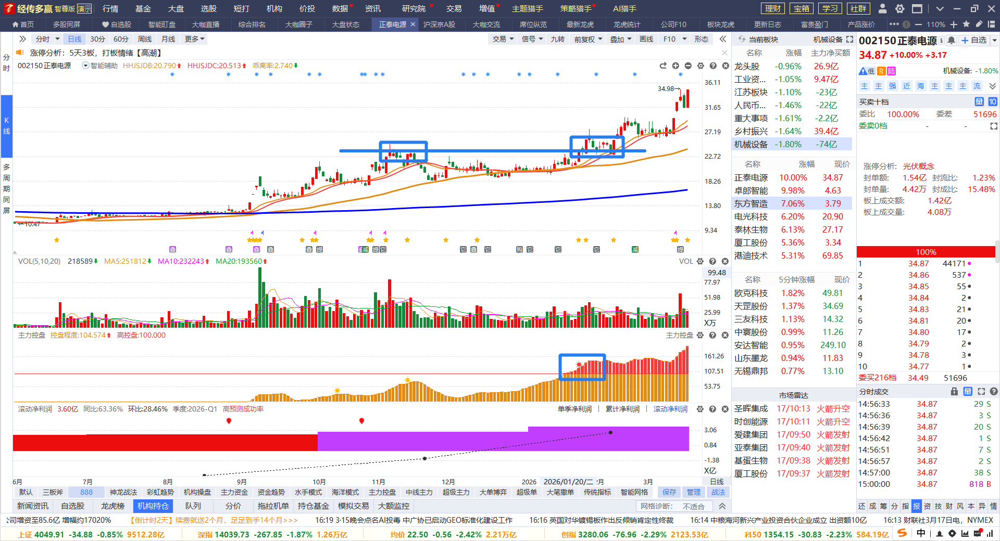 经传多赢 智尊版 演示 行情 基金 大盘 选股 短打 机构 价投 数据 资讯 研究院 交易 增值 主题猎手 策略猎手 AI猎手 理财 宝箱 学习 社群
首页 多股同屏 自选股 智能盯盘 大咖直播 综合排名 大咖圈子 大盘状态 正泰电源 沪深京A股 大咖交流 席位纵览 最新龙虎 龙虎统计 公司F10 板块龙虎 更新日志 富贵盈门 产品涨价 110%
分时 日线 30分 60分 周线 月线 更多 交易 信号 九转 前复权 叠加 画线 F10 形态
涨停分析：5天3板，打板情绪【高潮】
002150正泰电源 智能辅助 HHJSJDB:20.790 HHJSJDC:20.513 乖离率:2.740
分时
K线
多周期同屏
34.98
10.47
36.11
31.65
27.19
22.72
18.26
13.80
9.34
VOL(5,10,20) 218589 MA5:251812 MA10:232243 MA20:193560 VOL
99.48
77.97
51.98
25.99
X万
主力控盘 控盘程度:104.574 高控盘:100.000 主力控盘
161.26
107.51
53.75
滚动净利润 3.60亿 同比:63.36% 环比:28.46% 季度:2026-Q1 高预测成功率 单季净利润 累计净利润 滚动净利润
3.06
0.84
-1.38
X亿
6月 7月 8月 9月 10月 11月 12月 2026 2026/01/20/二 3月 日线
默认 三板斧 888 神龙战法 彩虹趋势 机构操盘 主力资金 资金趋势 水手模式 海洋模式 主力控盘 中线主力 超级主力 大单博弈 超级单 大笔撤单 传统指标 智能网格 保存 管理 战法
新闻资讯 自选股 龙虎榜 机构持仓 队列 分价 拖拉机单 持仓基金 模拟交易 大额监控 网格诊断： 不适合
当前板块 机械设备
名称 涨幅 主力净买额
龙头股 -0.96% 26.9亿
工业资... -1.05% 9.47亿
江苏板块 -1.10% -23亿
人民币... -1.46% -22亿
重大事项 -1.61% -2.2亿
乡村振兴 -1.64% 39.4亿
机械设备 -1.80% -74亿
名称 涨幅 现价
正泰电源 10.00% 34.87
卓郎智能 9.98% 4.63
东方智造 7.06% 3.79
电光科技 6.20% 20.90
泰林生物 6.13% 27.17
厦工股份 5.36% 3.34
港迪技术 5.31% 69.85
名称 5分钟涨幅 现价
欧克科技 1.82% 49.81
天罡股份 1.37% 34.69
三友科技 1.13% 14.32
中寰股份 0.99% 11.26
安达智能 0.95% 249.10
山东墨龙 0.94% 11.83
无锡鼎邦 0.77% 13.10
市场雷达
圣晖集成 17/10:13 火箭升空
时创能源 17/10:11 火箭升空
爱建集团 17/09:50 火箭发射
亚泰集团 17/09:40 火箭发射
基蛋生物 17/09:38 火箭发射
厦工股份 17/09:37 火箭发射
002150正泰电源 自选
34.87 +10.00% +3.17
低 R 陆 机械设备: -1.80%
主 主 强 近 海 主 主 主 流
买卖十档 量 10
委比 100.00% 委差 51696
委卖0档 - -
涨停分析: 光伏概念
封单额: 1.54亿 封流比: 1.23%
封单量: 4.42万 封成比: 15.48%
板上成交额: 1.42亿
板上成交量: 4.08万
100%
1 34.87 44171
2 34.86 537
3 34.85 55
4 34.84 2
5 34.83 21
6 34.81 20
7 34.80 17
8 34.79 2
9 34.78 3
10 34.77 1
委买216档 34.49 51696
分时成交 量
14:56:33 34.87 29 S
14:56:36 34.87 3 S
14:56:39 34.87 20 S
14:56:42 34.87 1 S
14:56:51 34.87 7 S
14:56:57 34.87 2 S
14:57:00 34.87 38 S
15:00:00 34.87 818 B
还 成 筹 分 指 报 资 技 财 风 本 异 情
公司增资至85.6亿 增幅约17020% 【倒计时2天】续费就送2个月，足足到手14个月>>> 16:19 3·15晚会点名AI投毒 中广协已启动GEO标准化建设工作 16:16 英国对华镀锡板作出反倾销肯定性终裁 16:14 中粮海河新兴产业投资合伙企业成立 出资额10亿 16:13 财联社3月17日电，NYMEX
上证 4049.91 -34.88 -0.85% 9512.28亿 深指 14039.73 -267.85 -1.87% 1.26万亿 均价 22.50 -0.56 -2.42% 2.21万亿 创指 3280.06 -76.96 -2.29% 2123.53亿 科50 1354.15 -30.83 -2.23% 584.19亿 中